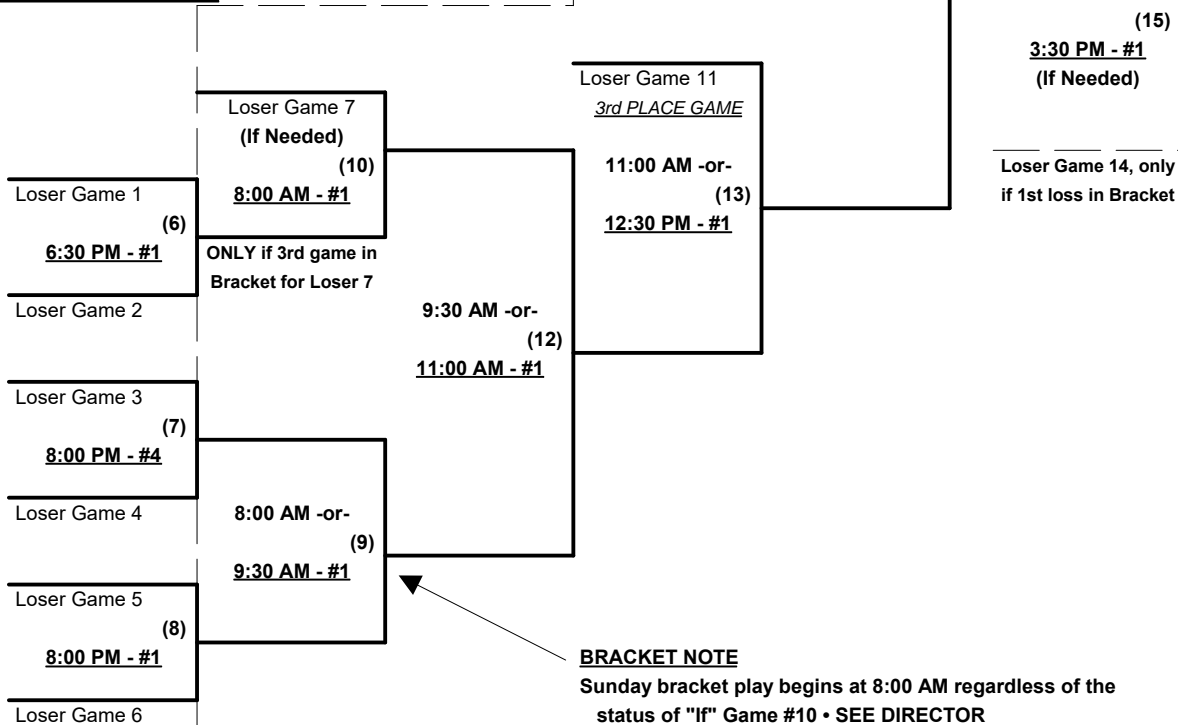 (15)
3:30 PM - #1
(If Needed)
Loser Game 14, only
if 1st loss in Bracket
Loser Game 11
3rd PLACE GAME
11:00 AM -or-
(13)
12:30 PM - #1
Loser Game 7
(If Needed)
(10)
8:00 AM - #1
ONLY if 3rd game in
Bracket for Loser 7
Loser Game 1
(6)
6:30 PM - #1
Loser Game 2
9:30 AM -or-
(12)
11:00 AM - #1
Loser Game 3
(7)
8:00 PM - #4
Loser Game 4
8:00 AM -or-
(9)
9:30 AM - #1
Loser Game 5
(8)
8:00 PM - #1
Loser Game 6
BRACKET NOTE
Sunday bracket play begins at 8:00 AM regardless of the
status of "If" Game #10 • SEE DIRECTOR